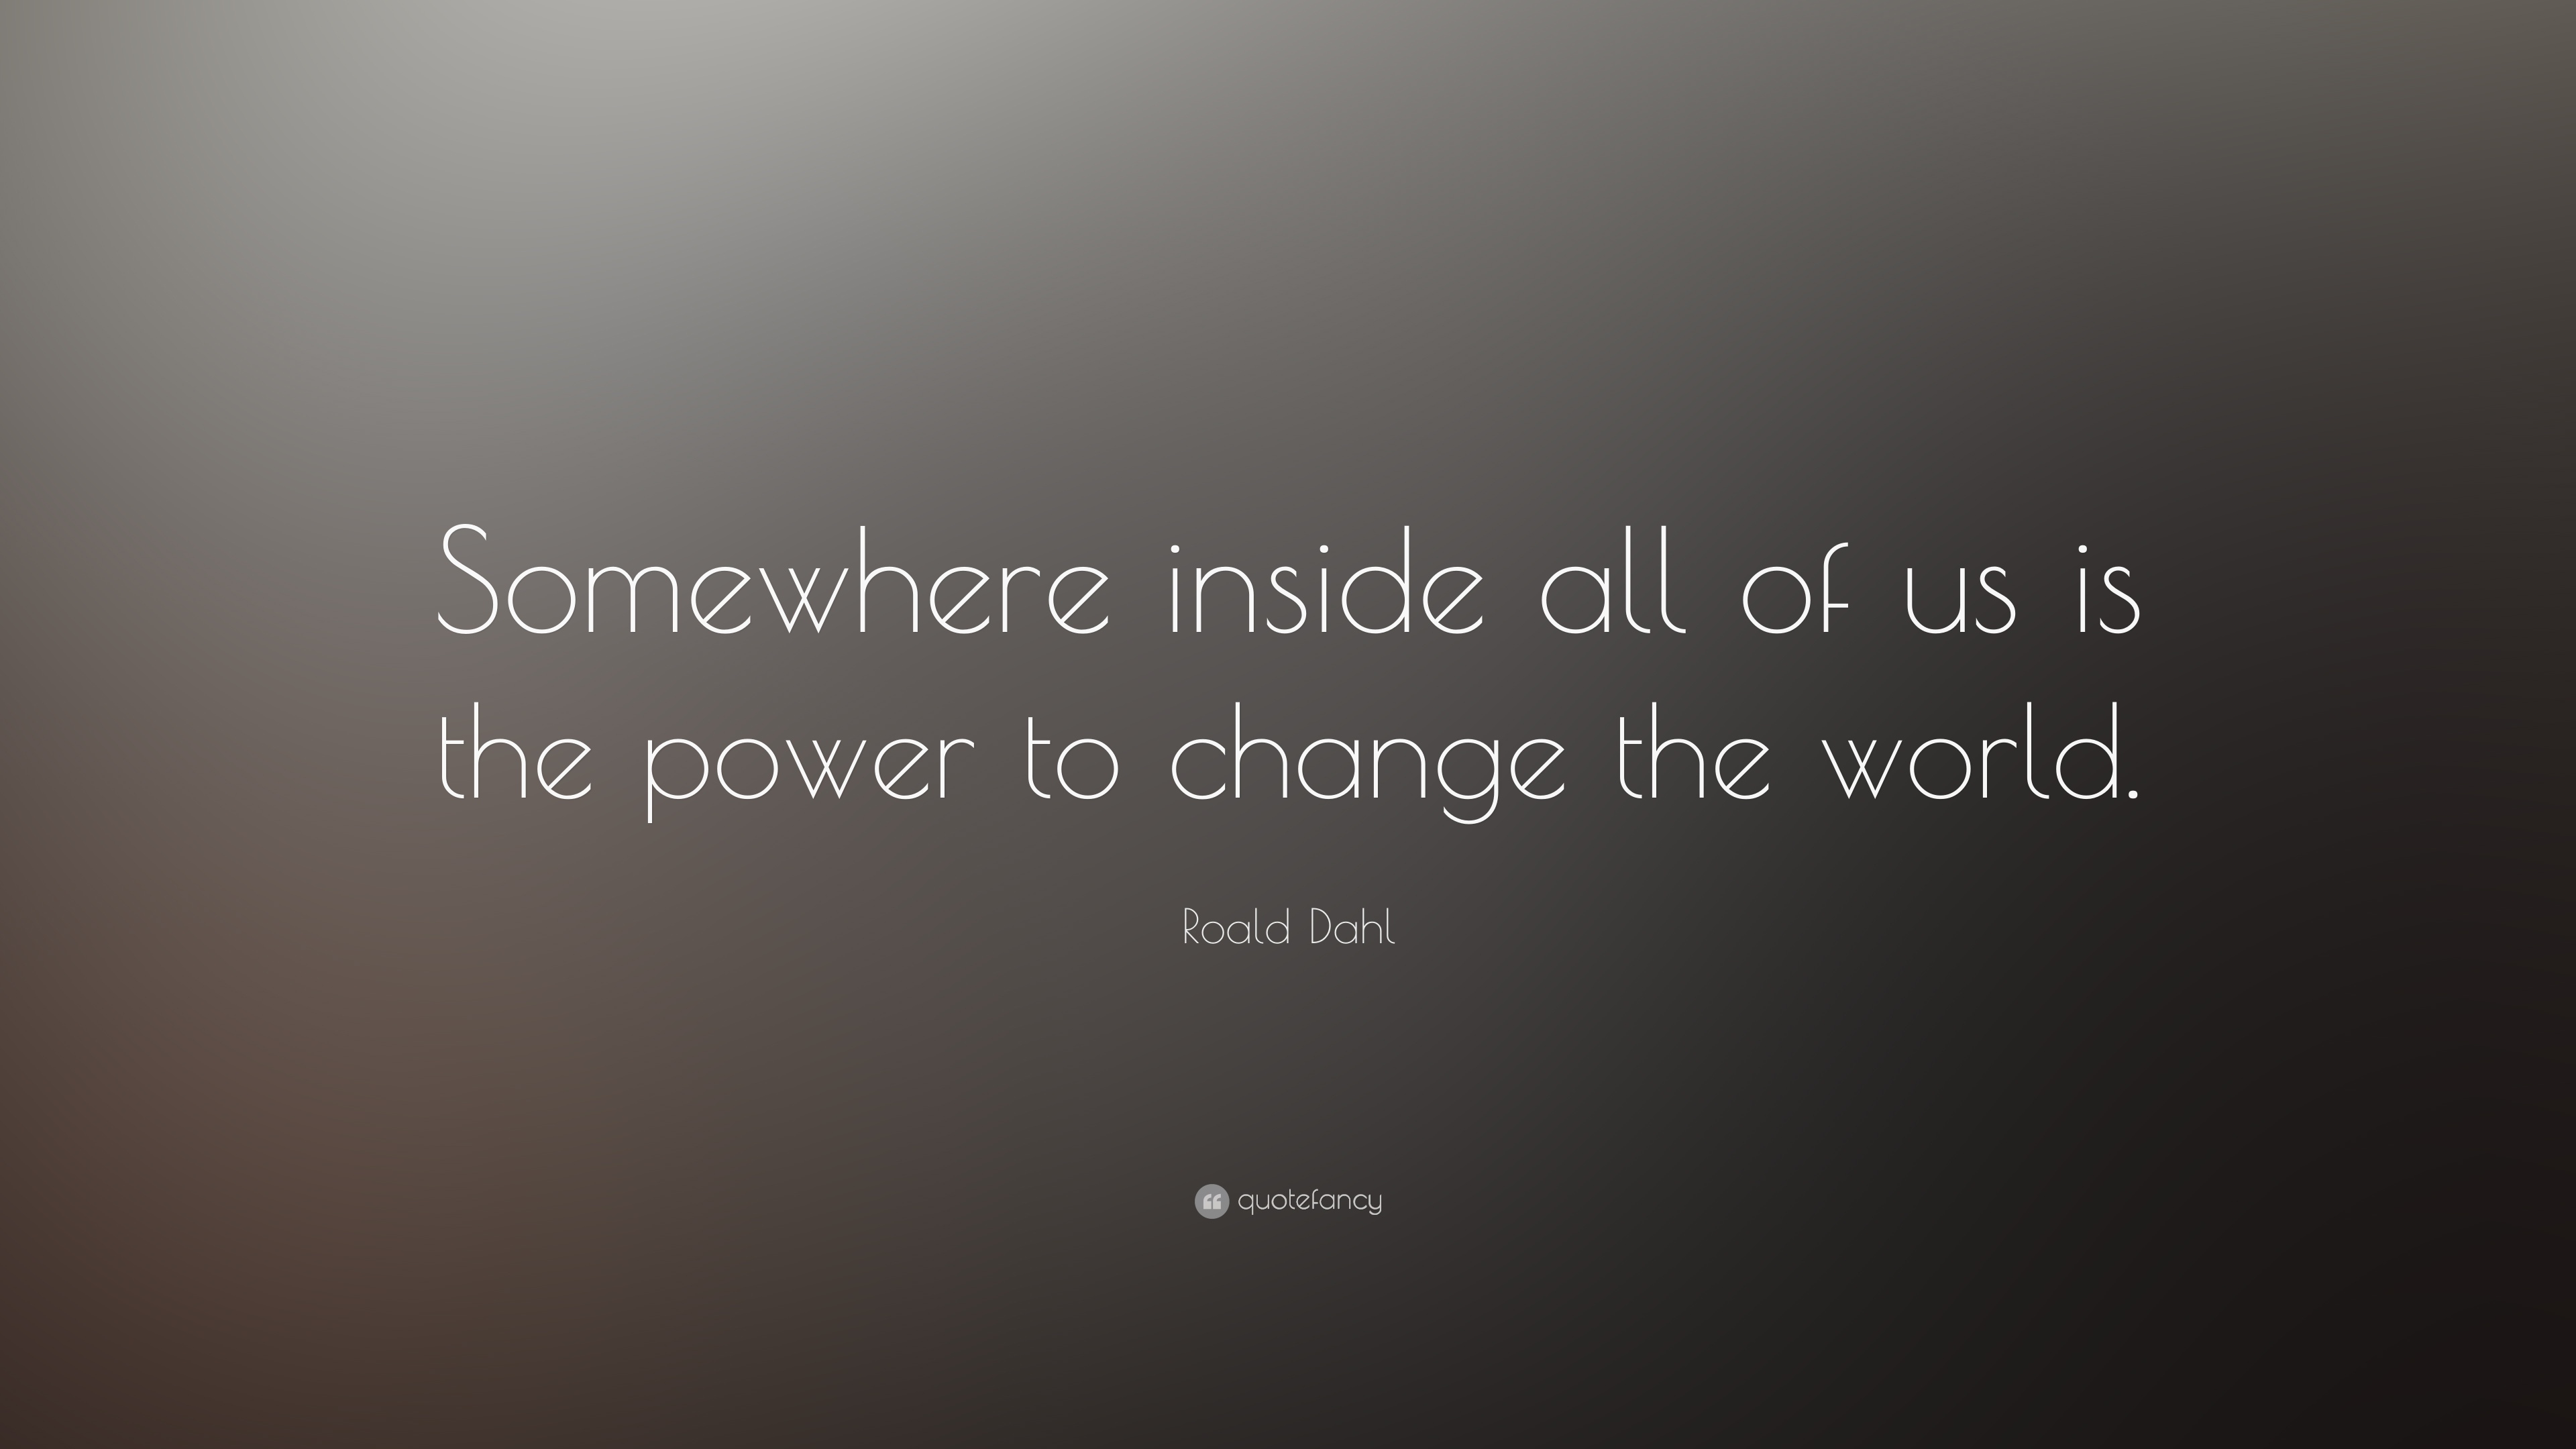 Somewhere inside all of us is
the power to change the world.
Roald Dahl
quotefancy